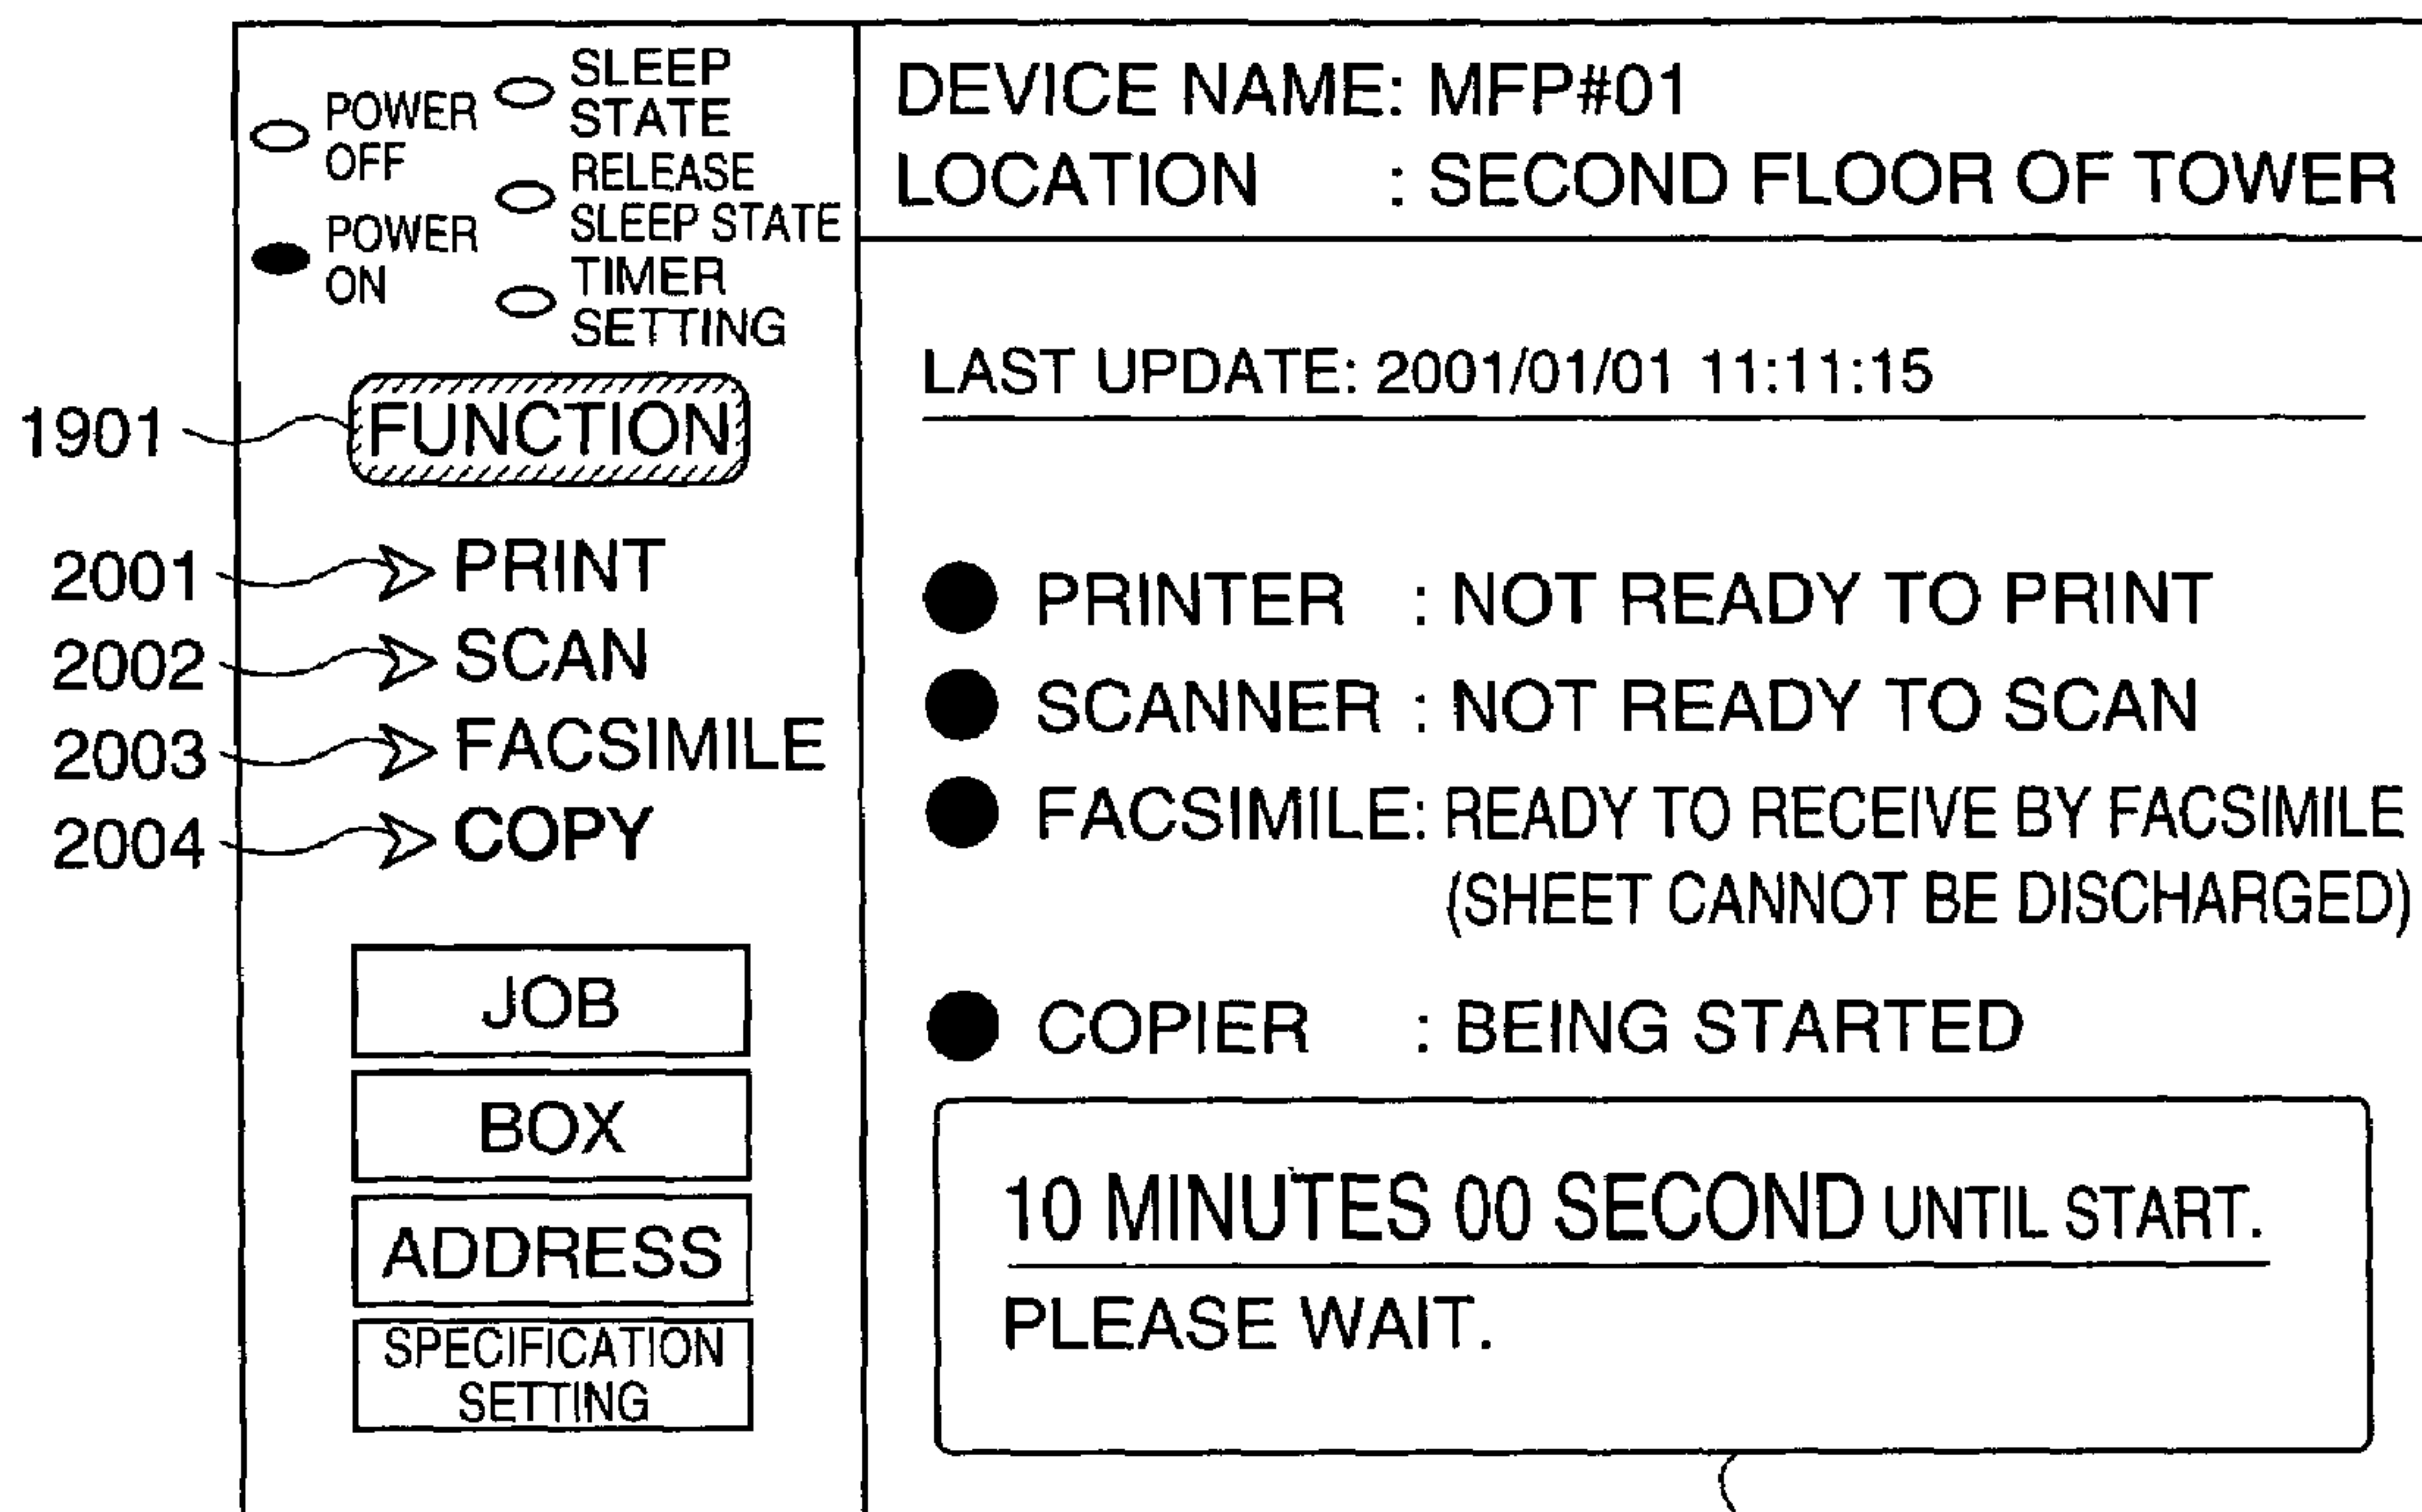 POWER
OFF
POWER
ON
SLEEP
STATE
RELEASE
SLEEP STATE
TIMER
SETTING
1901
FUNCTION
2001
PRINT
2002
SCAN
2003
FACSIMILE
2004
COPY
JOB
BOX
ADDRESS
SPECIFICATION
SETTING
DEVICE NAME: MFP#01
LOCATION : SECOND FLOOR OF TOWER
LAST UPDATE: 2001/01/01 11:11:15
PRINTER : NOT READY TO PRINT
SCANNER : NOT READY TO SCAN
FACSIMILE: READY TO RECEIVE BY FACSIMILE
(SHEET CANNOT BE DISCHARGED)
COPIER : BEING STARTED
10 MINUTES 00 SECOND UNTIL START.
PLEASE WAIT.